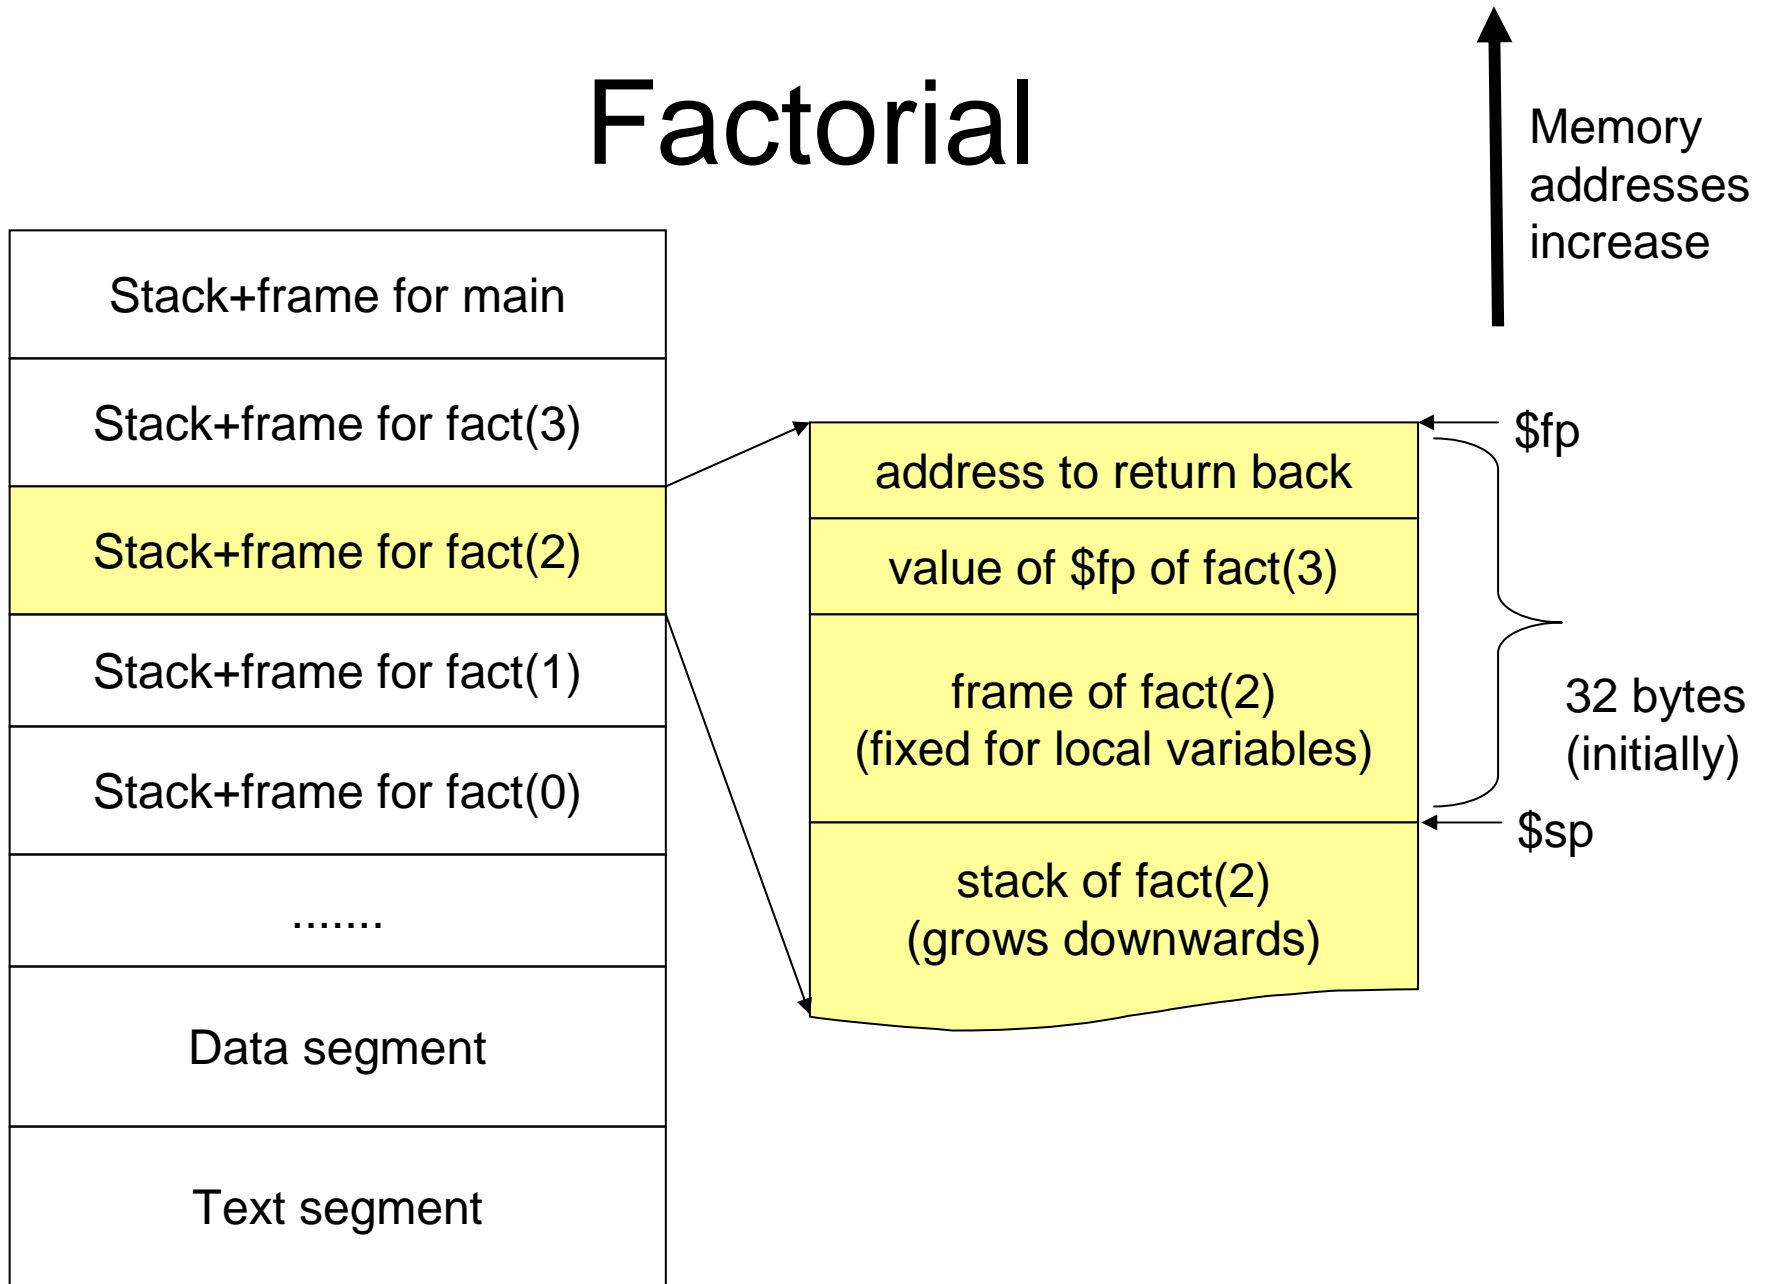 Factorial
Memory
addresses
increase
Stack+frame for main
Stack+frame for fact(3)
Stack+frame for fact(2)
Stack+frame for fact(1)
Stack+frame for fact(0)
.......
Data segment
Text segment
$fp
address to return back
value of $fp of fact(3)
frame of fact(2)
(fixed for local variables)
32 bytes
(initially)
$sp
stack of fact(2)
(grows downwards)